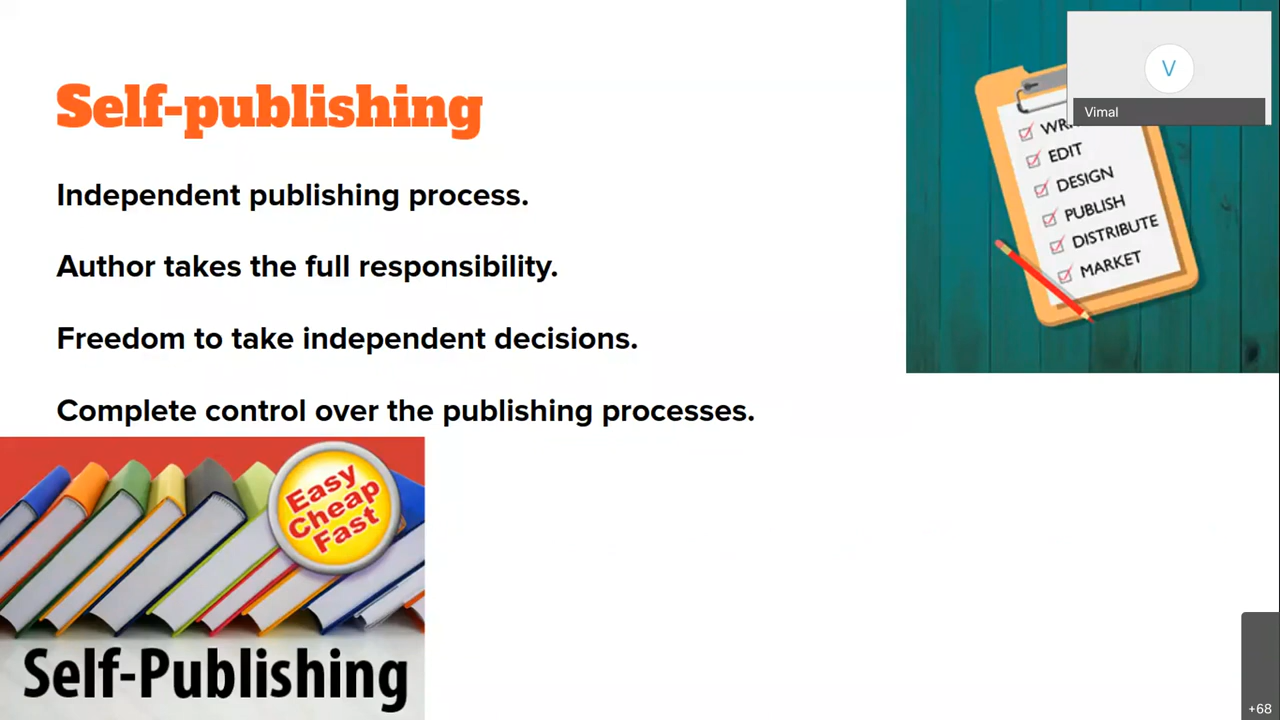 Self-publishing
Independent publishing process.
Author takes the full responsibility.
Freedom to take independent decisions.
Complete control over the publishing processes.
V
Vimal
EDIT
DESIGN
PUBLISH
DISTRIBUTE
MARKET
Easy
Cheap
Fast
Self-Publishing
+68